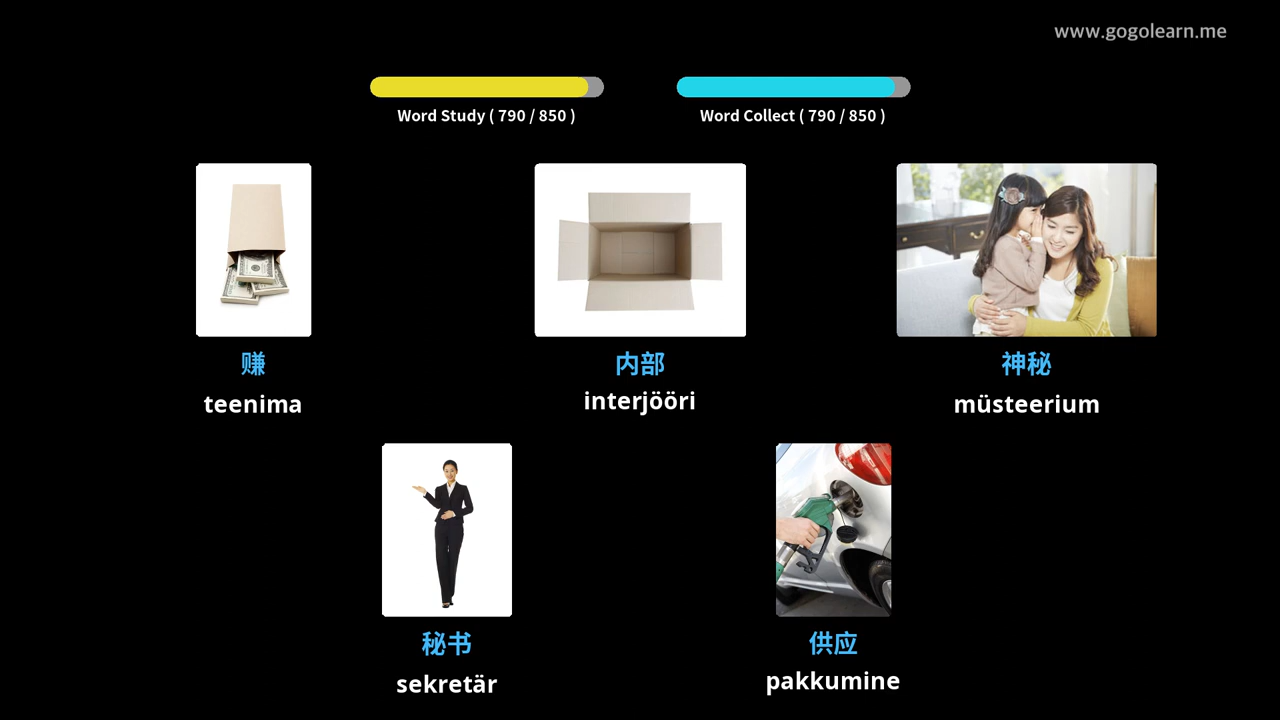 www.gogolearn.me
Word Study ( 790 / 850 )
Word Collect ( 790 / 850 )
赚
teenima
内部
interjööri
神秘
müsteerium
秘书
sekretär
供应
pakkumine